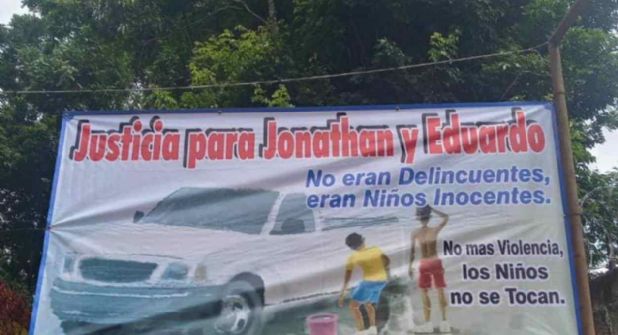 Justicia para Jonathan y Eduardo
No eran Delincuentes,
eran Niños Inocentes.
No mas Violencia,
los Niños
no se Tocan.